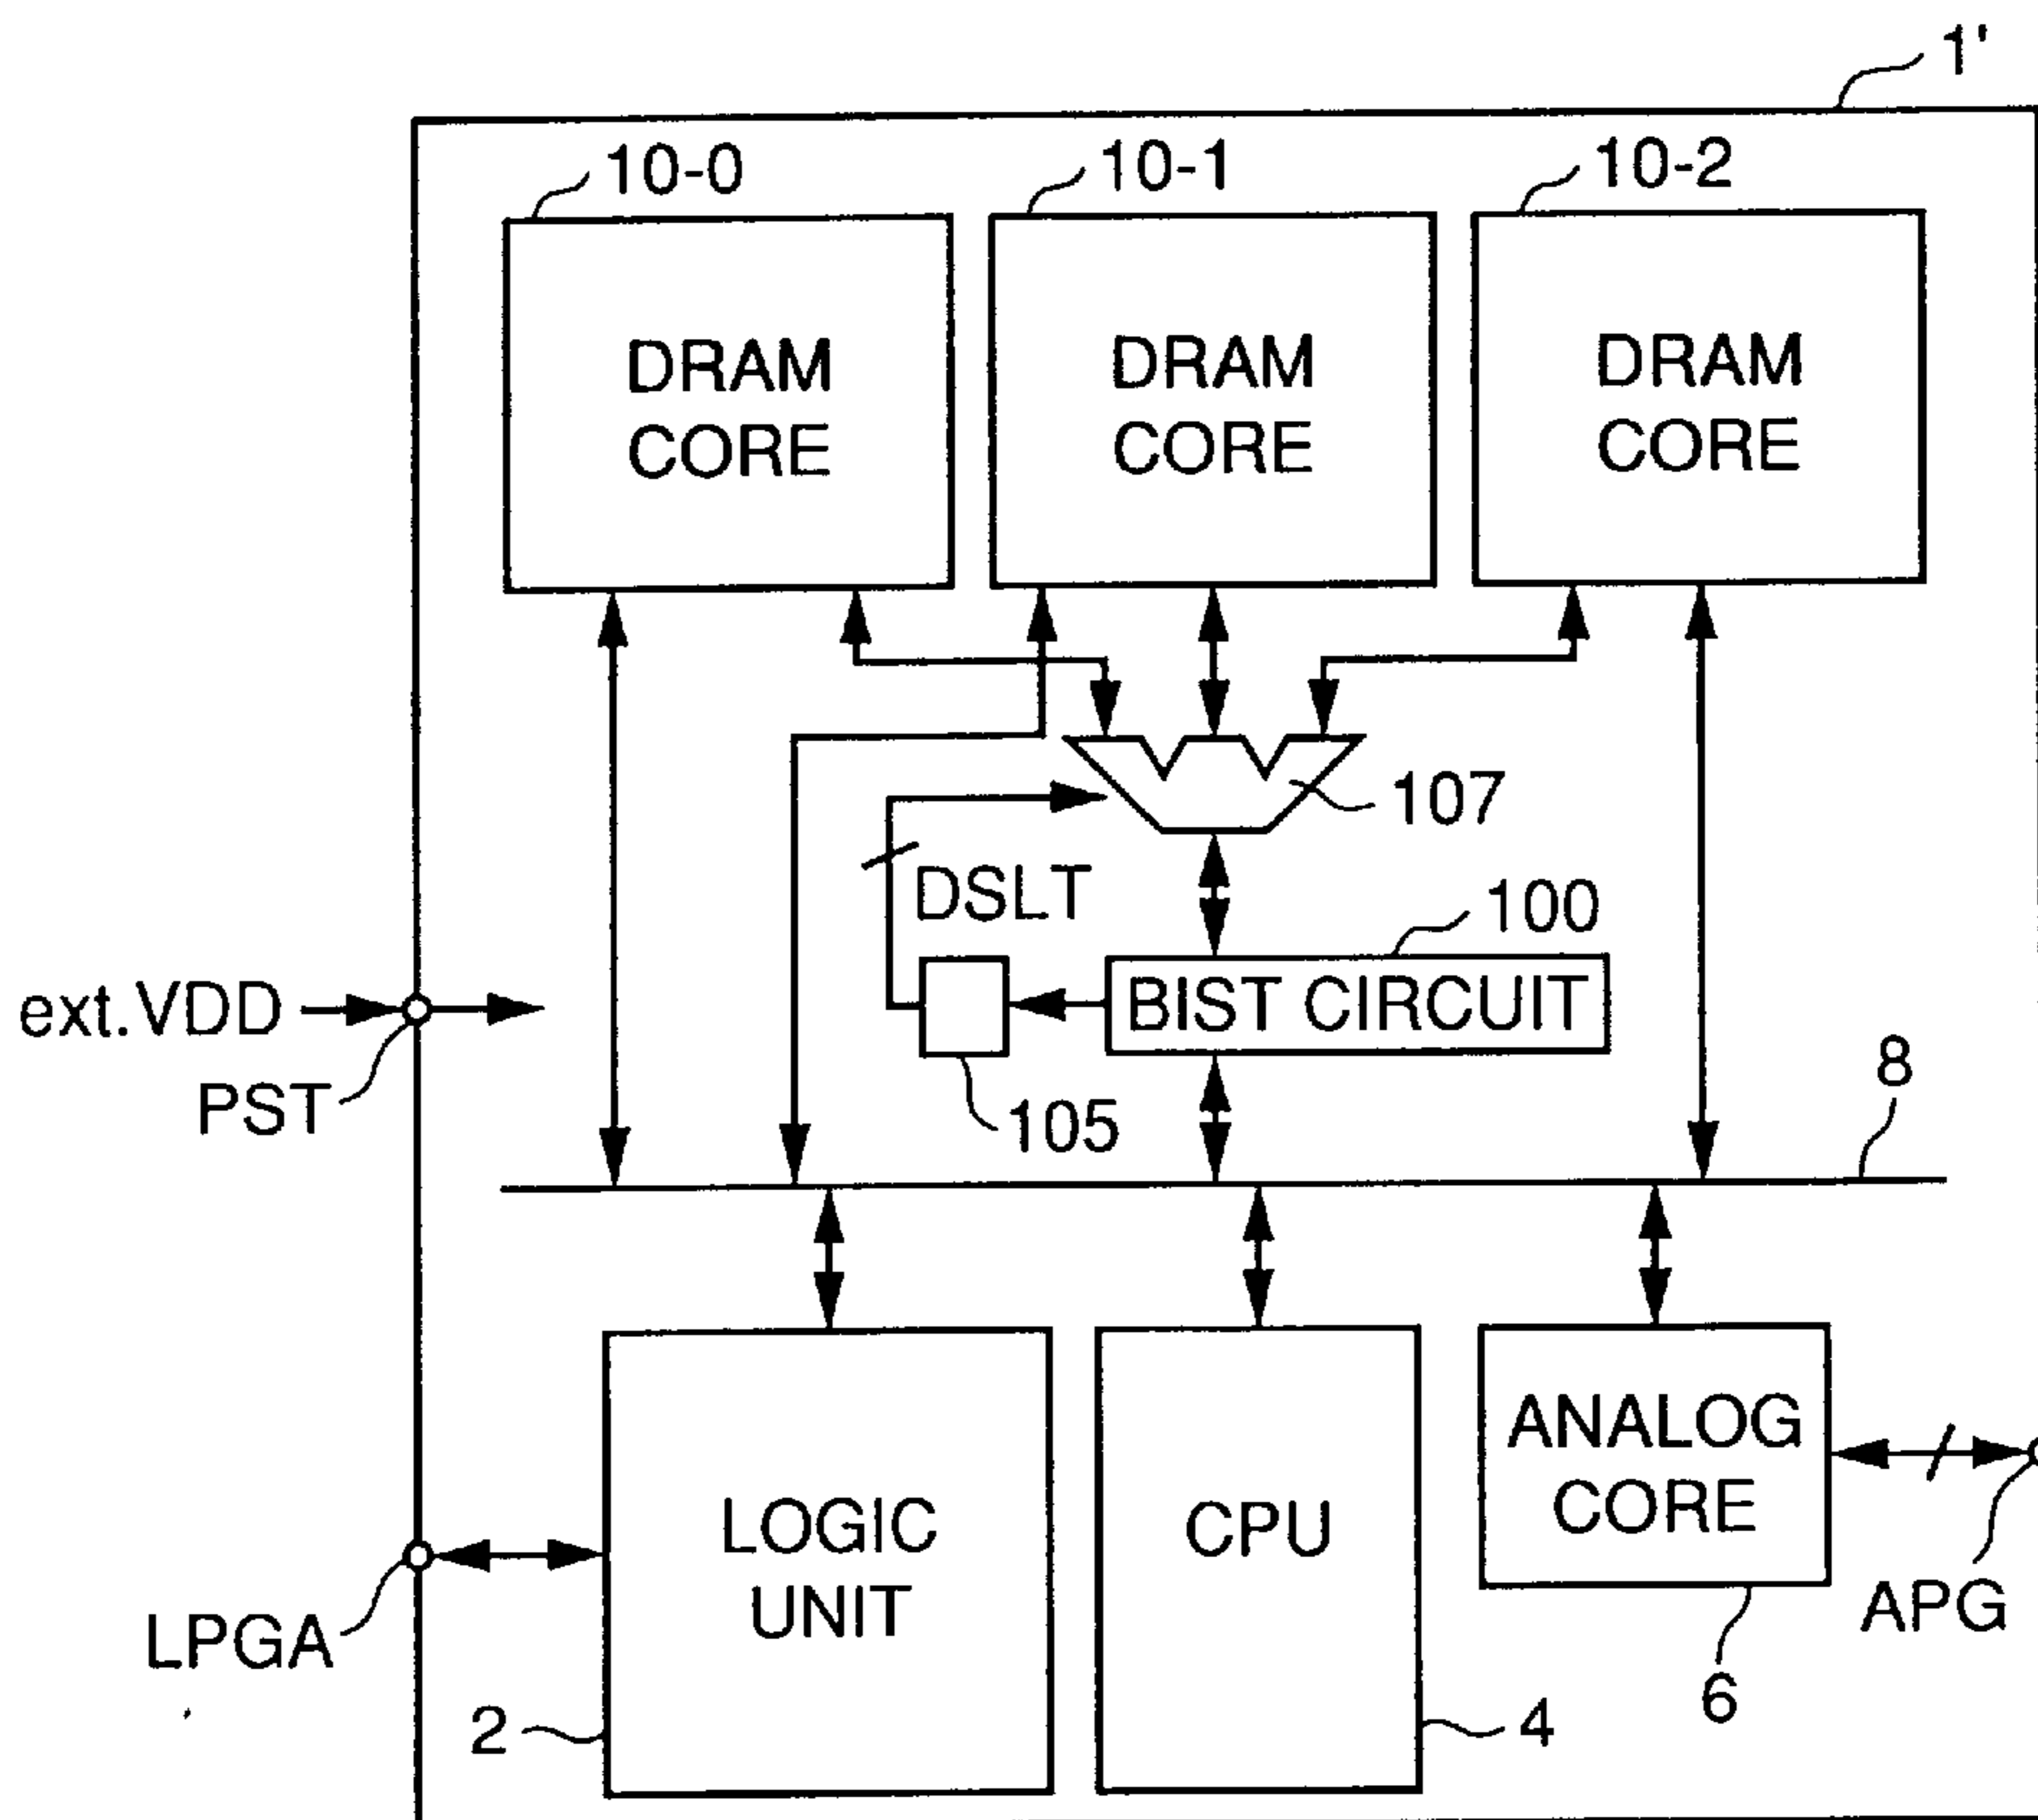 1'
10-0
10-1
10-2
DRAM
CORE
DRAM
CORE
DRAM
CORE
107
DSLT
100
BIST CIRCUIT
ext.VDD
PST
105
8
LOGIC
UNIT
CPU
ANALOG
CORE
LPGA
APG
2
4
6